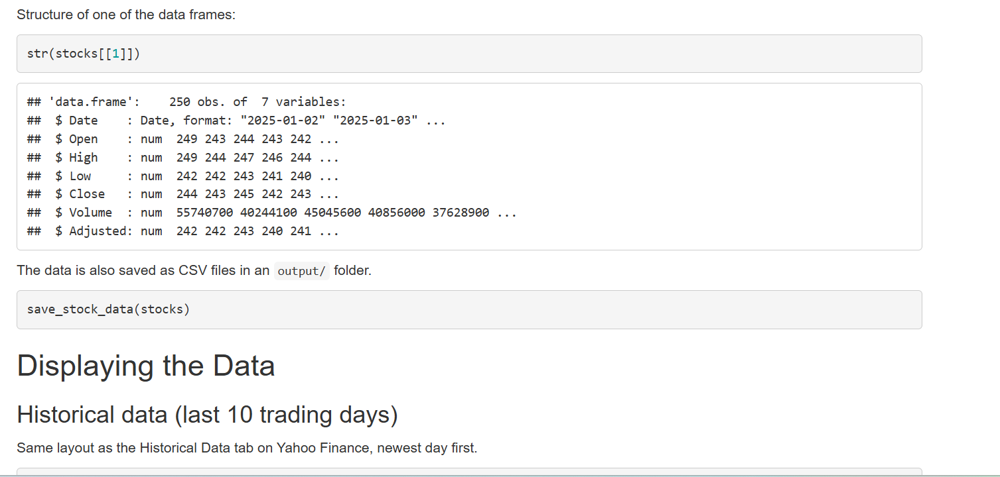 Structure of one of the data frames:
str(stocks[[1]])
## 'data.frame':    250 obs. of  7 variables:
##  $ Date    : Date, format: "2025-01-02" "2025-01-03" ...
##  $ Open    : num  249 243 244 243 242 ...
##  $ High    : num  249 244 247 246 244 ...
##  $ Low     : num  242 242 243 241 240 ...
##  $ Close   : num  244 243 245 242 243 ...
##  $ Volume  : num  55740700 40244100 45045600 40856000 37628900 ...
##  $ Adjusted: num  242 242 243 240 241 ...
The data is also saved as CSV files in an output/ folder.
save_stock_data(stocks)
Displaying the Data
Historical data (last 10 trading days)
Same layout as the Historical Data tab on Yahoo Finance, newest day first.